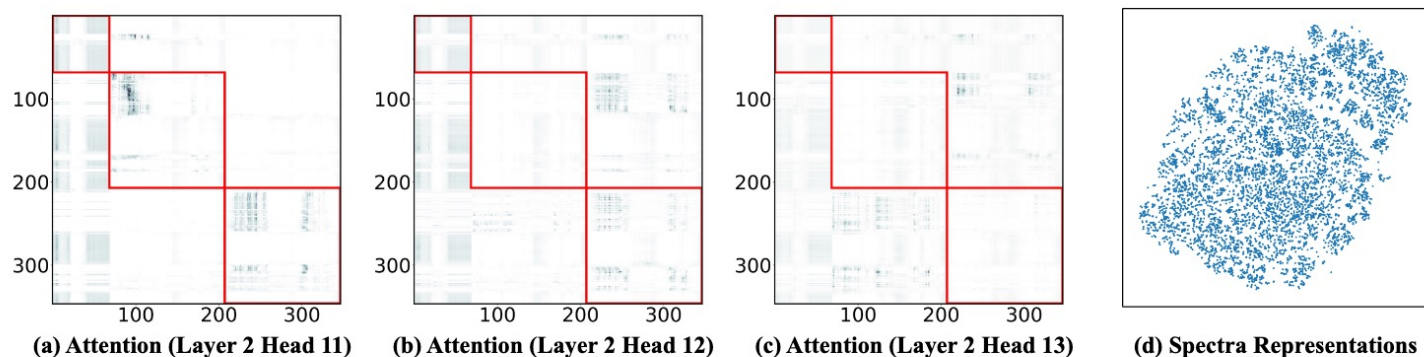 100
200
300
100 200 300
100 200 300
100 200 300
(a) Attention (Layer 2 Head 11)
(b) Attention (Layer 2 Head 12)
(c) Attention (Layer 2 Head 13)
(d) Spectra Representations